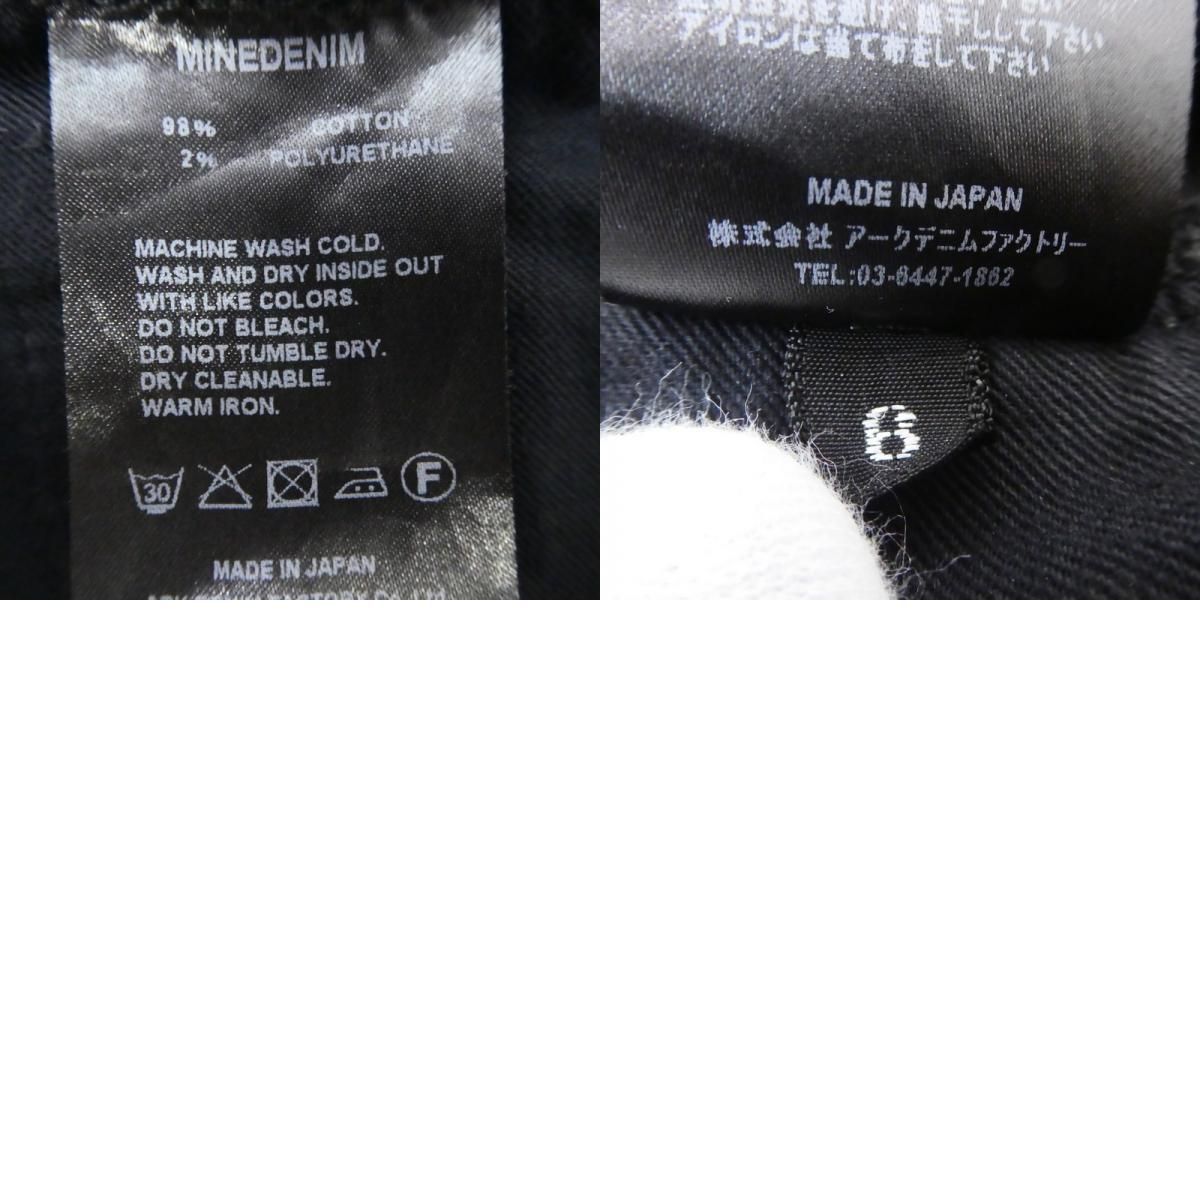 MINEDENIM
98% COTTON
2% POLYURETHANE
MACHINE WASH COLD.
WASH AND DRY INSIDE OUT
WITH LIKE COLORS.
DO NOT BLEACH.
DO NOT TUMBLE DRY.
DRY CLEANABLE.
WARM IRON.
30
F
MADE IN JAPAN
アイロンは当て布をして下さい
MADE IN JAPAN
株式会社 アークデニムファクトリー
TEL:03-6447-1862
6